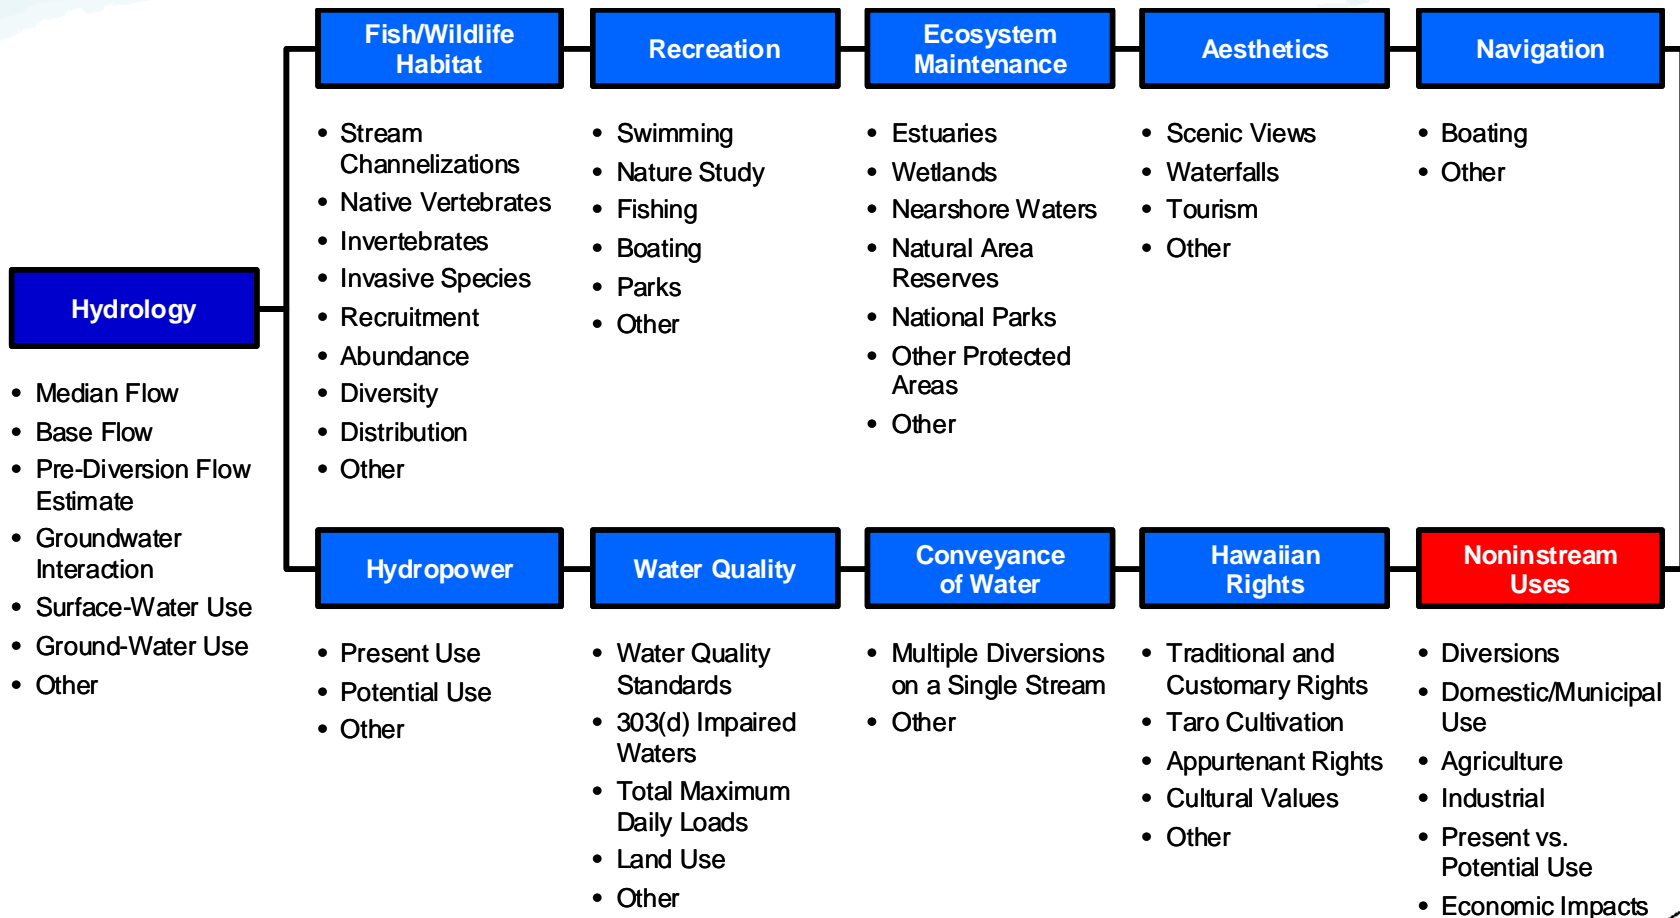 Fish/Wildlife
Habitat
• Stream
Channelizations
• Native Vertebrates
• Invertebrates
• Invasive Species
• Recruitment
• Abundance
• Diversity
• Distribution
• Other
Recreation
• Swimming
• Nature Study
• Fishing
• Boating
• Parks
• Other
Ecosystem
Maintenance
• Estuaries
• Wetlands
• Nearshore Waters
• Natural Area
Reserves
• National Parks
• Other Protected
Areas
• Other
Aesthetics
• Scenic Views
• Waterfalls
• Tourism
• Other
Navigation
• Boating
• Other
Hydrology
• Median Flow
• Base Flow
• Pre-Diversion Flow
Estimate
• Groundwater
Interaction
• Surface-Water Use
• Ground-Water Use
• Other
Hydropower
• Present Use
• Potential Use
• Other
Water Quality
• Water Quality
Standards
• 303(d) Impaired
Waters
• Total Maximum
Daily Loads
• Land Use
• Other
Conveyance
of Water
• Multiple Diversions
on a Single Stream
• Other
Hawaiian
Rights
• Traditional and
Customary Rights
• Taro Cultivation
• Appurtenant Rights
• Cultural Values
• Other
Noninstream
Uses
• Diversions
• Domestic/Municipal
Use
• Agriculture
• Industrial
• Present vs.
Potential Use
• Economic Impacts